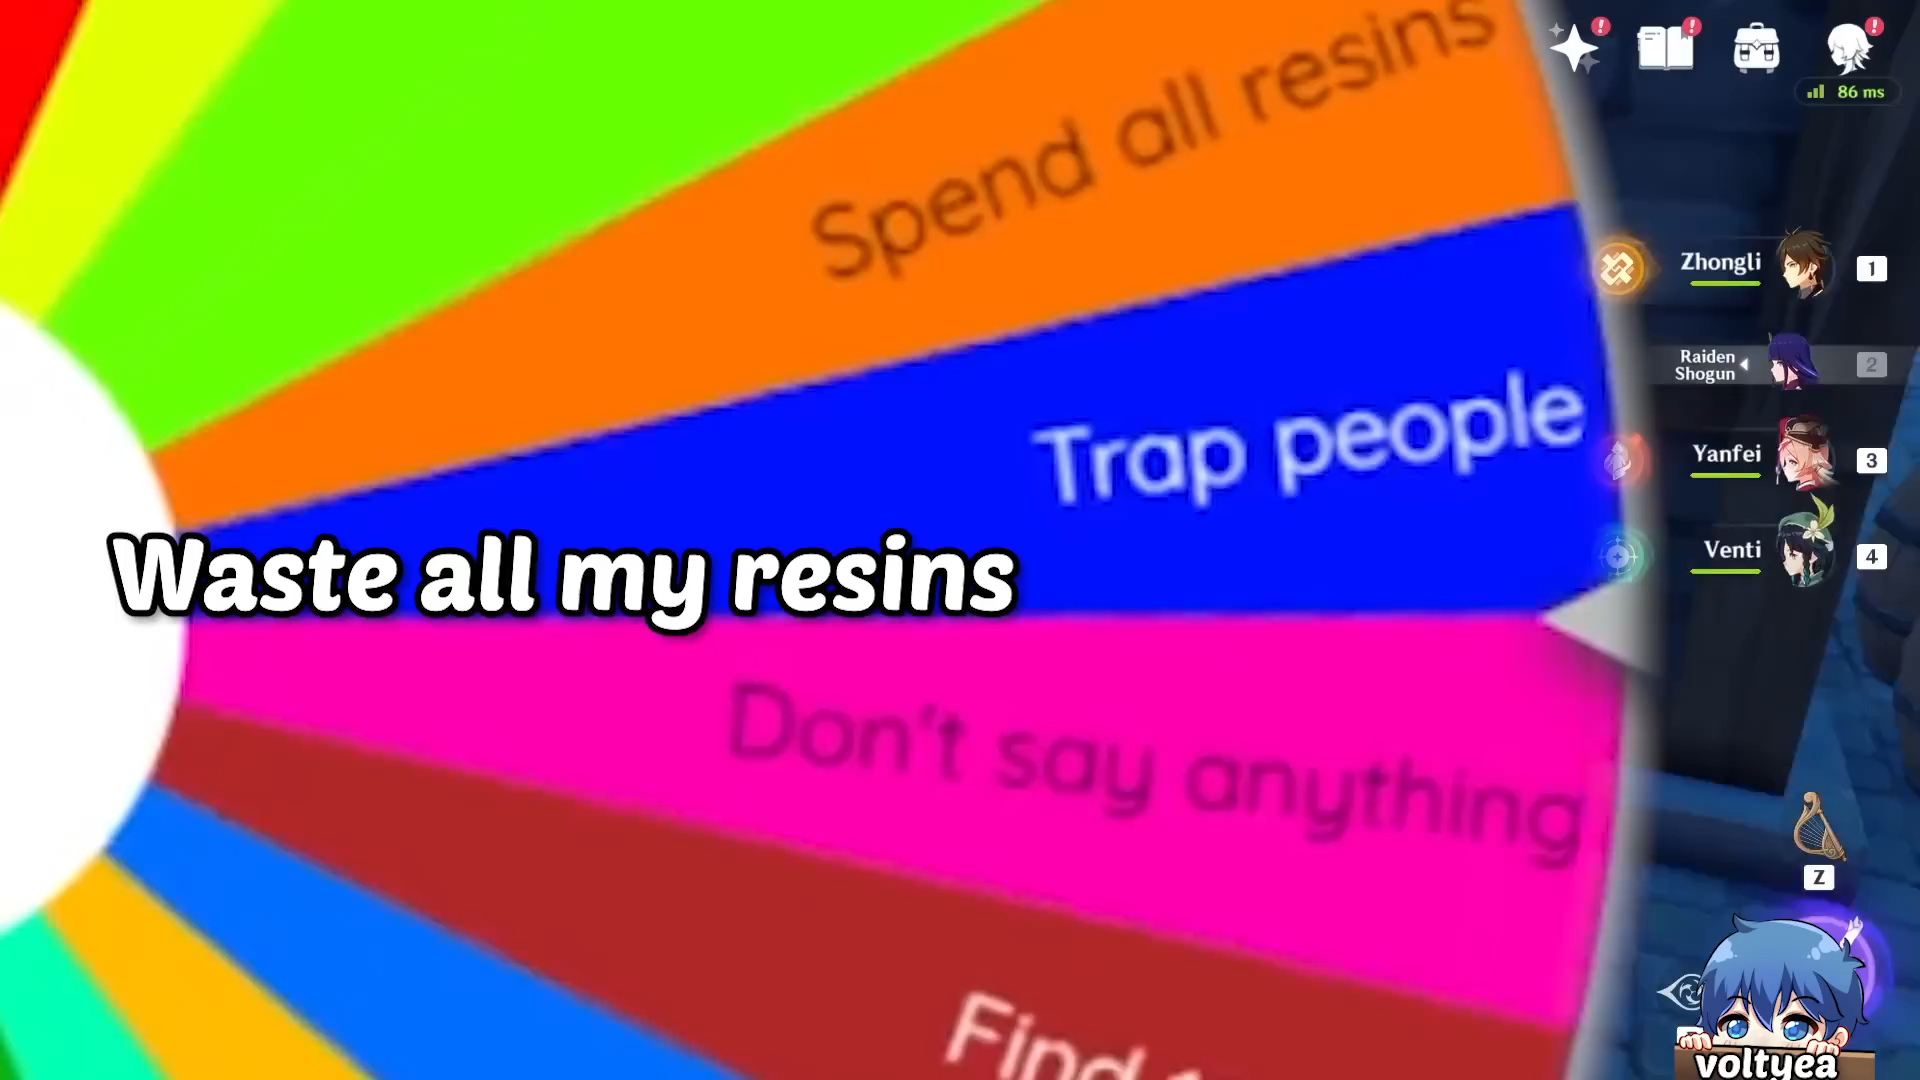 Spend all resins
86 ms
Zhongli
1
Raiden
Shogun
2
Trap people
Yanfei
3
Venti
4
Waste all my resins
Don't say anything
Z
Find
voltyea